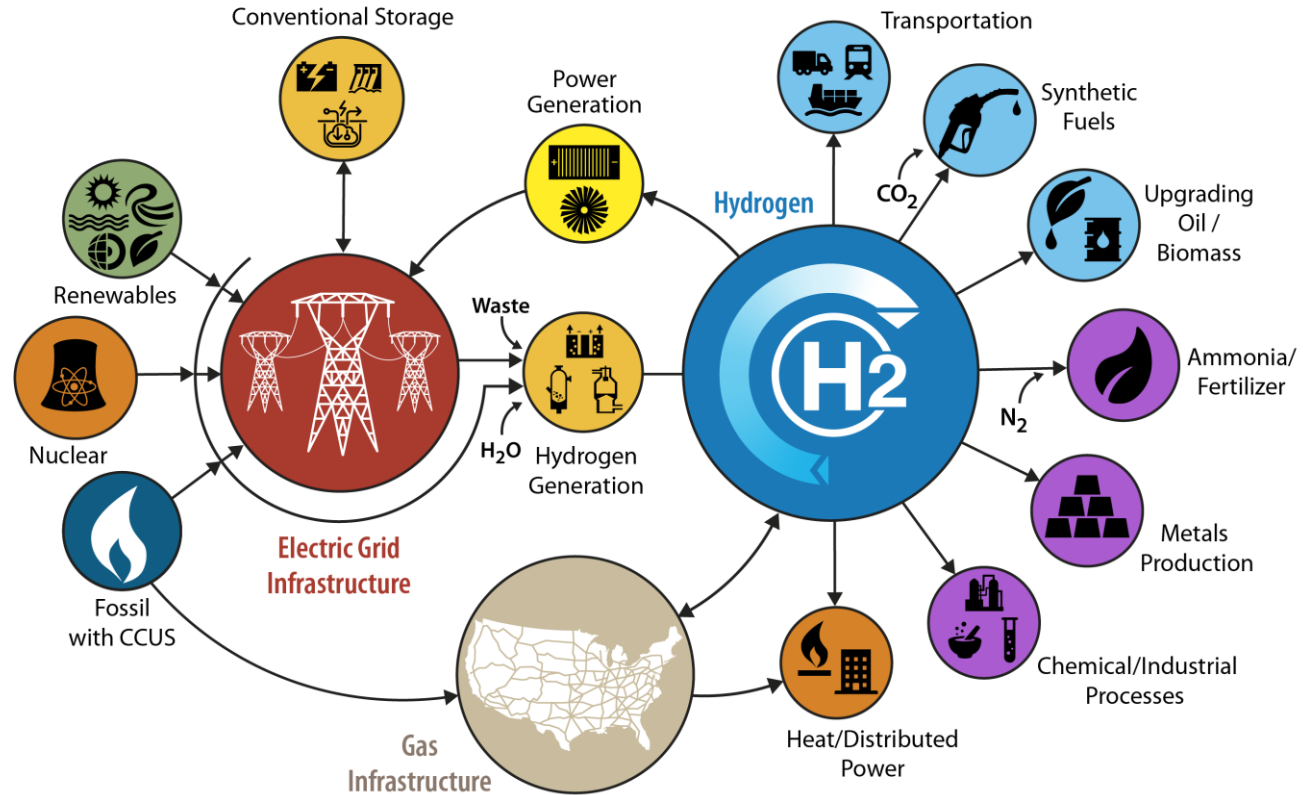 Conventional Storage
Transportation
Power
Generation
Synthetic
Fuels
CO₂
Hydrogen
Upgrading
Oil /
Biomass
Renewables
Waste
H2
Ammonia/
Fertilizer
N₂
Nuclear
H₂O
Hydrogen
Generation
Electric Grid
Infrastructure
Metals
Production
Fossil
with CCUS
Chemical/Industrial
Processes
Gas
Infrastructure
Heat/Distributed
Power